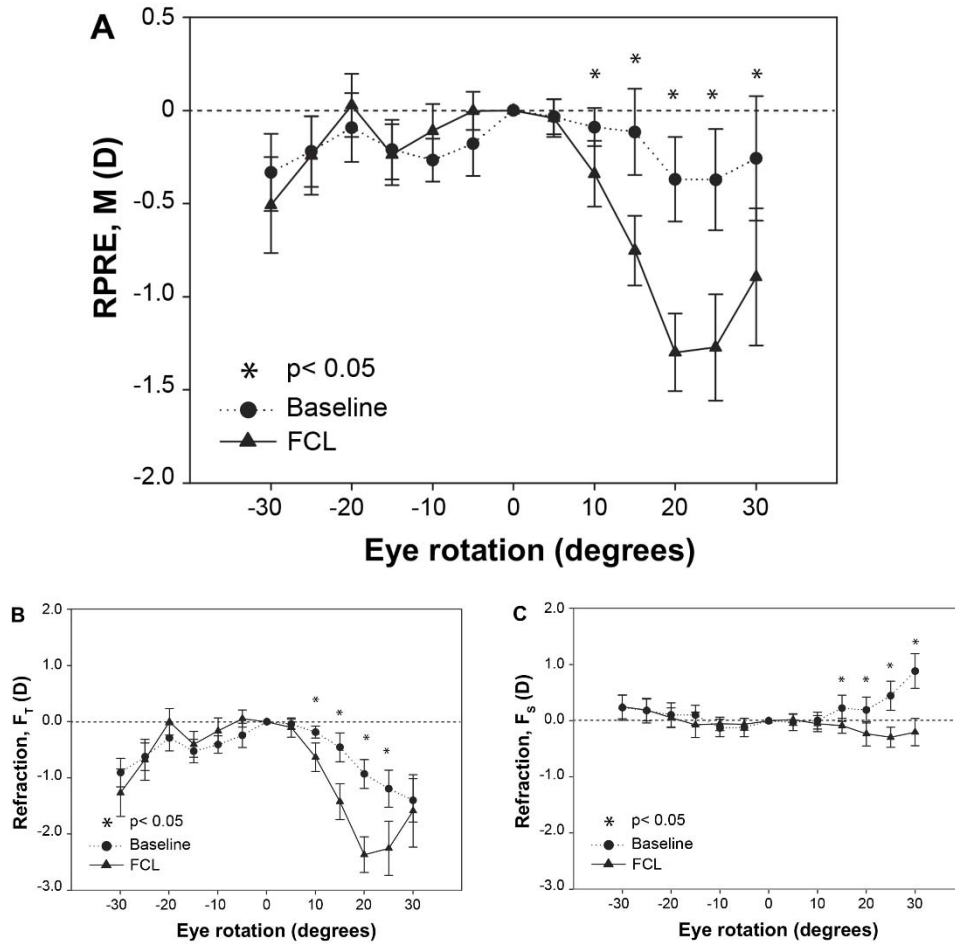 A
0.5
0
-0.5
-1.0
-1.5
-2.0
RPRE, M (D)
* * * * *
* p< 0.05
Baseline
FCL
-30 -20 -10 0 10 20 30
Eye rotation (degrees)
B
2.0
1.0
0.0
-1.0
-2.0
-3.0
Refraction, F_T (D)
* * * *
* p< 0.05
Baseline
FCL
-30 -20 -10 0 10 20 30
Eye rotation (degrees)
C
2.0
1.0
0.0
-1.0
-2.0
-3.0
Refraction, F_S (D)
* * * *
* p< 0.05
Baseline
FCL
-30 -20 -10 0 10 20 30
Eye rotation (degrees)